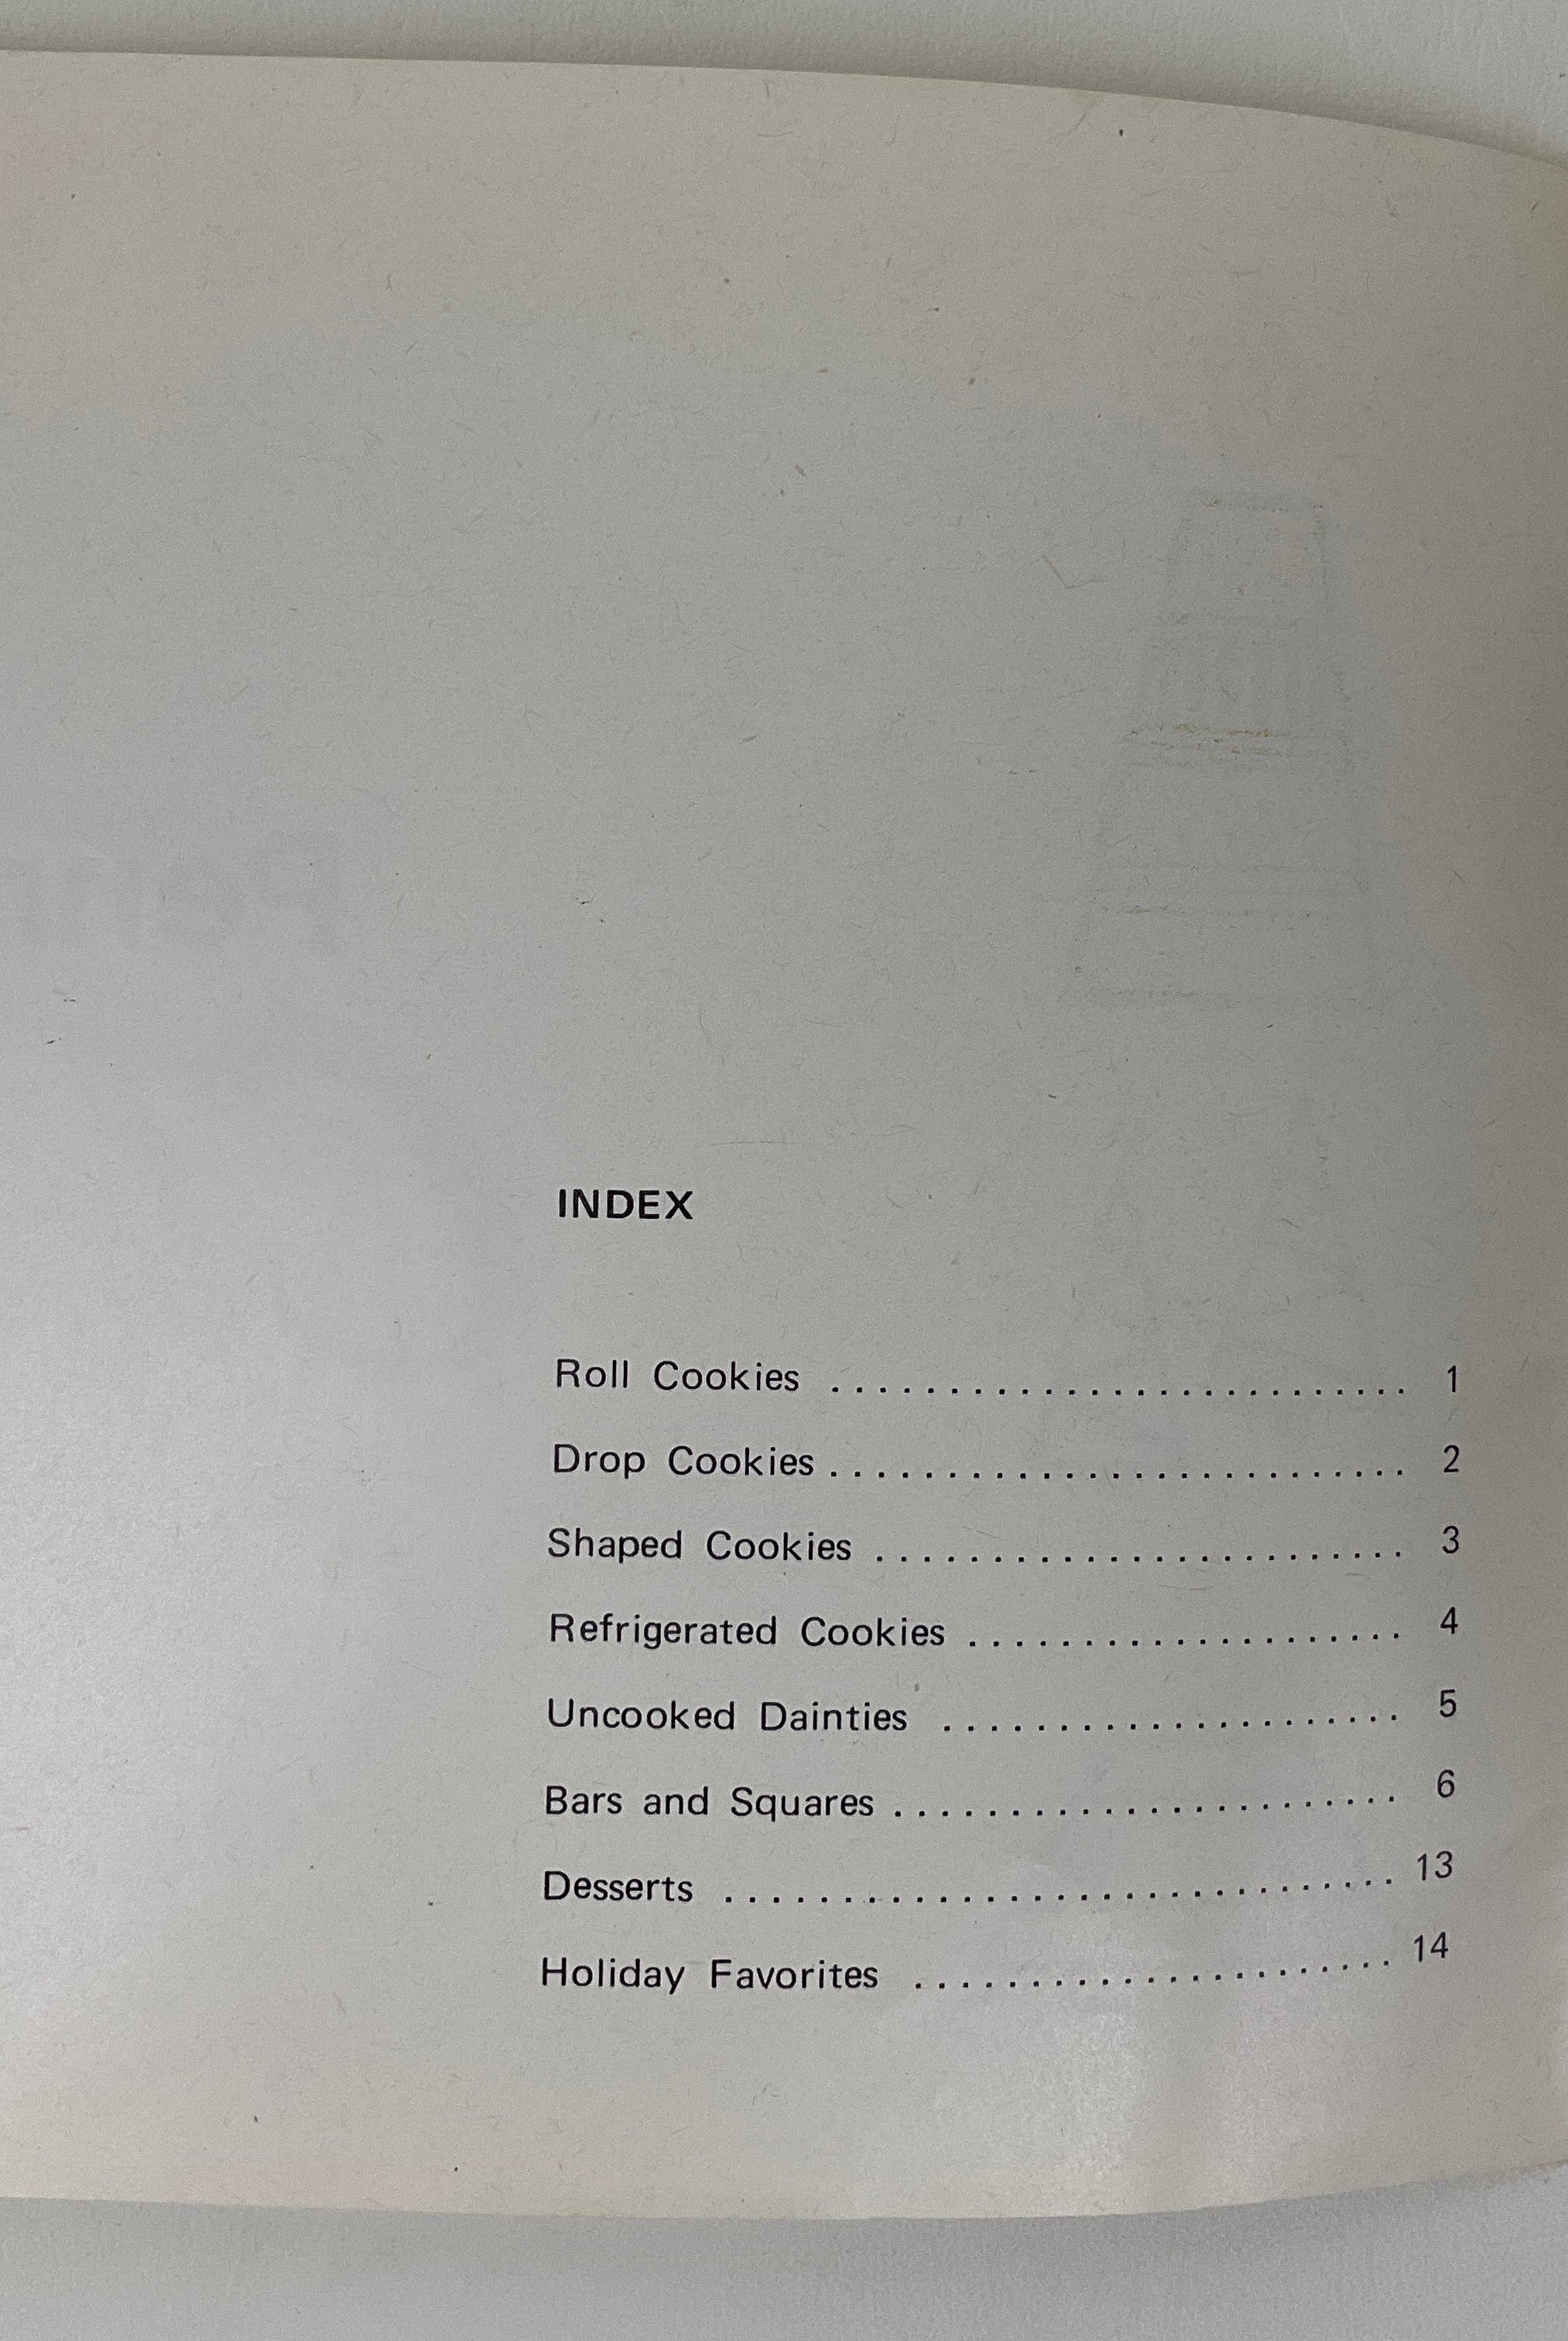 INDEX
Roll Cookies ........................ 1
Drop Cookies ........................ 2
Shaped Cookies ....................... 3
Refrigerated Cookies ................... 4
Uncooked Dainties .................... 5
Bars and Squares ...................... 6
Desserts ............................. 13
Holiday Favorites ..................... 14